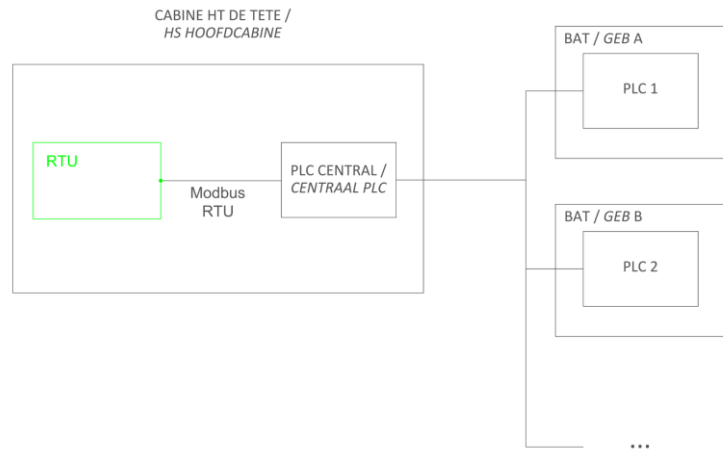 CABINE HT DE TETE /
HS HOOFDCABINE
RTU
Modbus
RTU
PLC CENTRAL /
CENTRAAL PLC
BAT / GEB A
PLC 1
BAT / GEB B
PLC 2
...